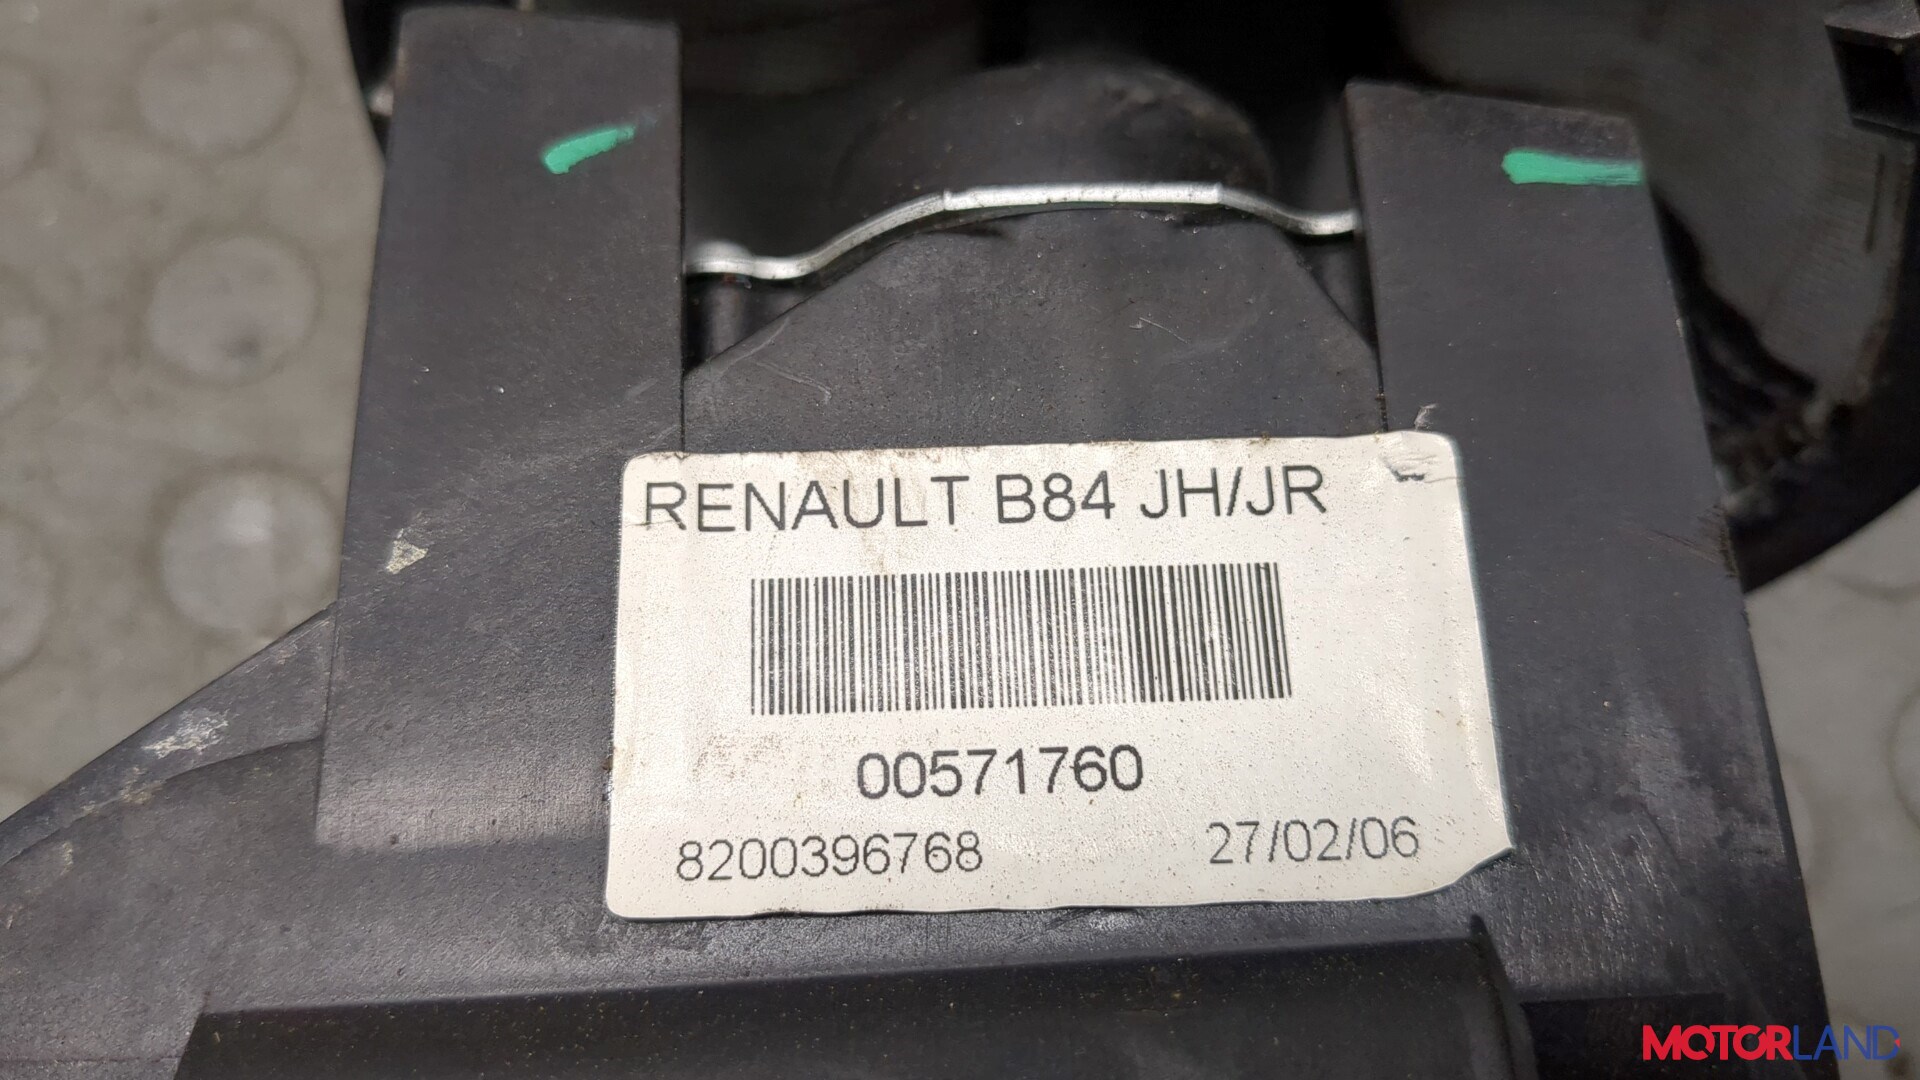 RENAULT B84 JH/JR
00571760
8200396768 27/02/06
MOTORLAND